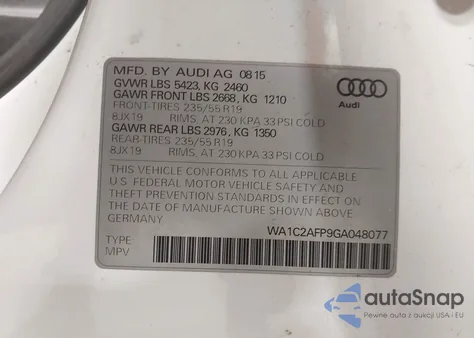 MFD. BY AUDI AG 0815
GVWR LBS 5423, KG 2460
GAWR FRONT LBS 2668, KG 1210
FRONT-TIRES 235/55 R19
8JX19 RIMS, AT 230 KPA 33 PSI COLD
GAWR REAR LBS 2976, KG 1350
REAR-TIRES 235/55 R19
8JX19 RIMS, AT 230 KPA 33 PSI COLD
Audi
THIS VEHICLE CONFORMS TO ALL APPLICABLE
U.S. FEDERAL MOTOR VEHICLE SAFETY AND
THEFT PREVENTION STANDARDS IN EFFECT ON
THE DATE OF MANUFACTURE SHOWN ABOVE
GERMANY
WA1C2AFP9GA048077
TYPE:
MPV
autoSnap
Pewne auta z dostępem z USA i EU